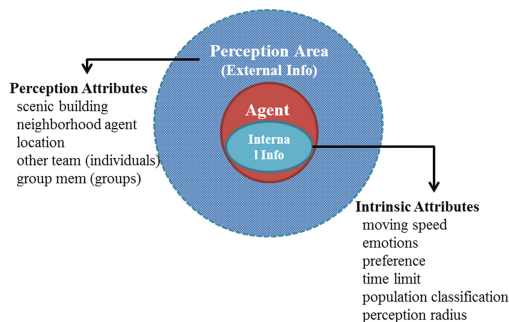 Perception Area
(External Info)
Perception Attributes
scenic building
neighborhood agent
location
other team (individuals)
group mem (groups)
Agent
Interna
l Info
Intrinsic Attributes
moving speed
emotions
preference
time limit
population classification
perception radius